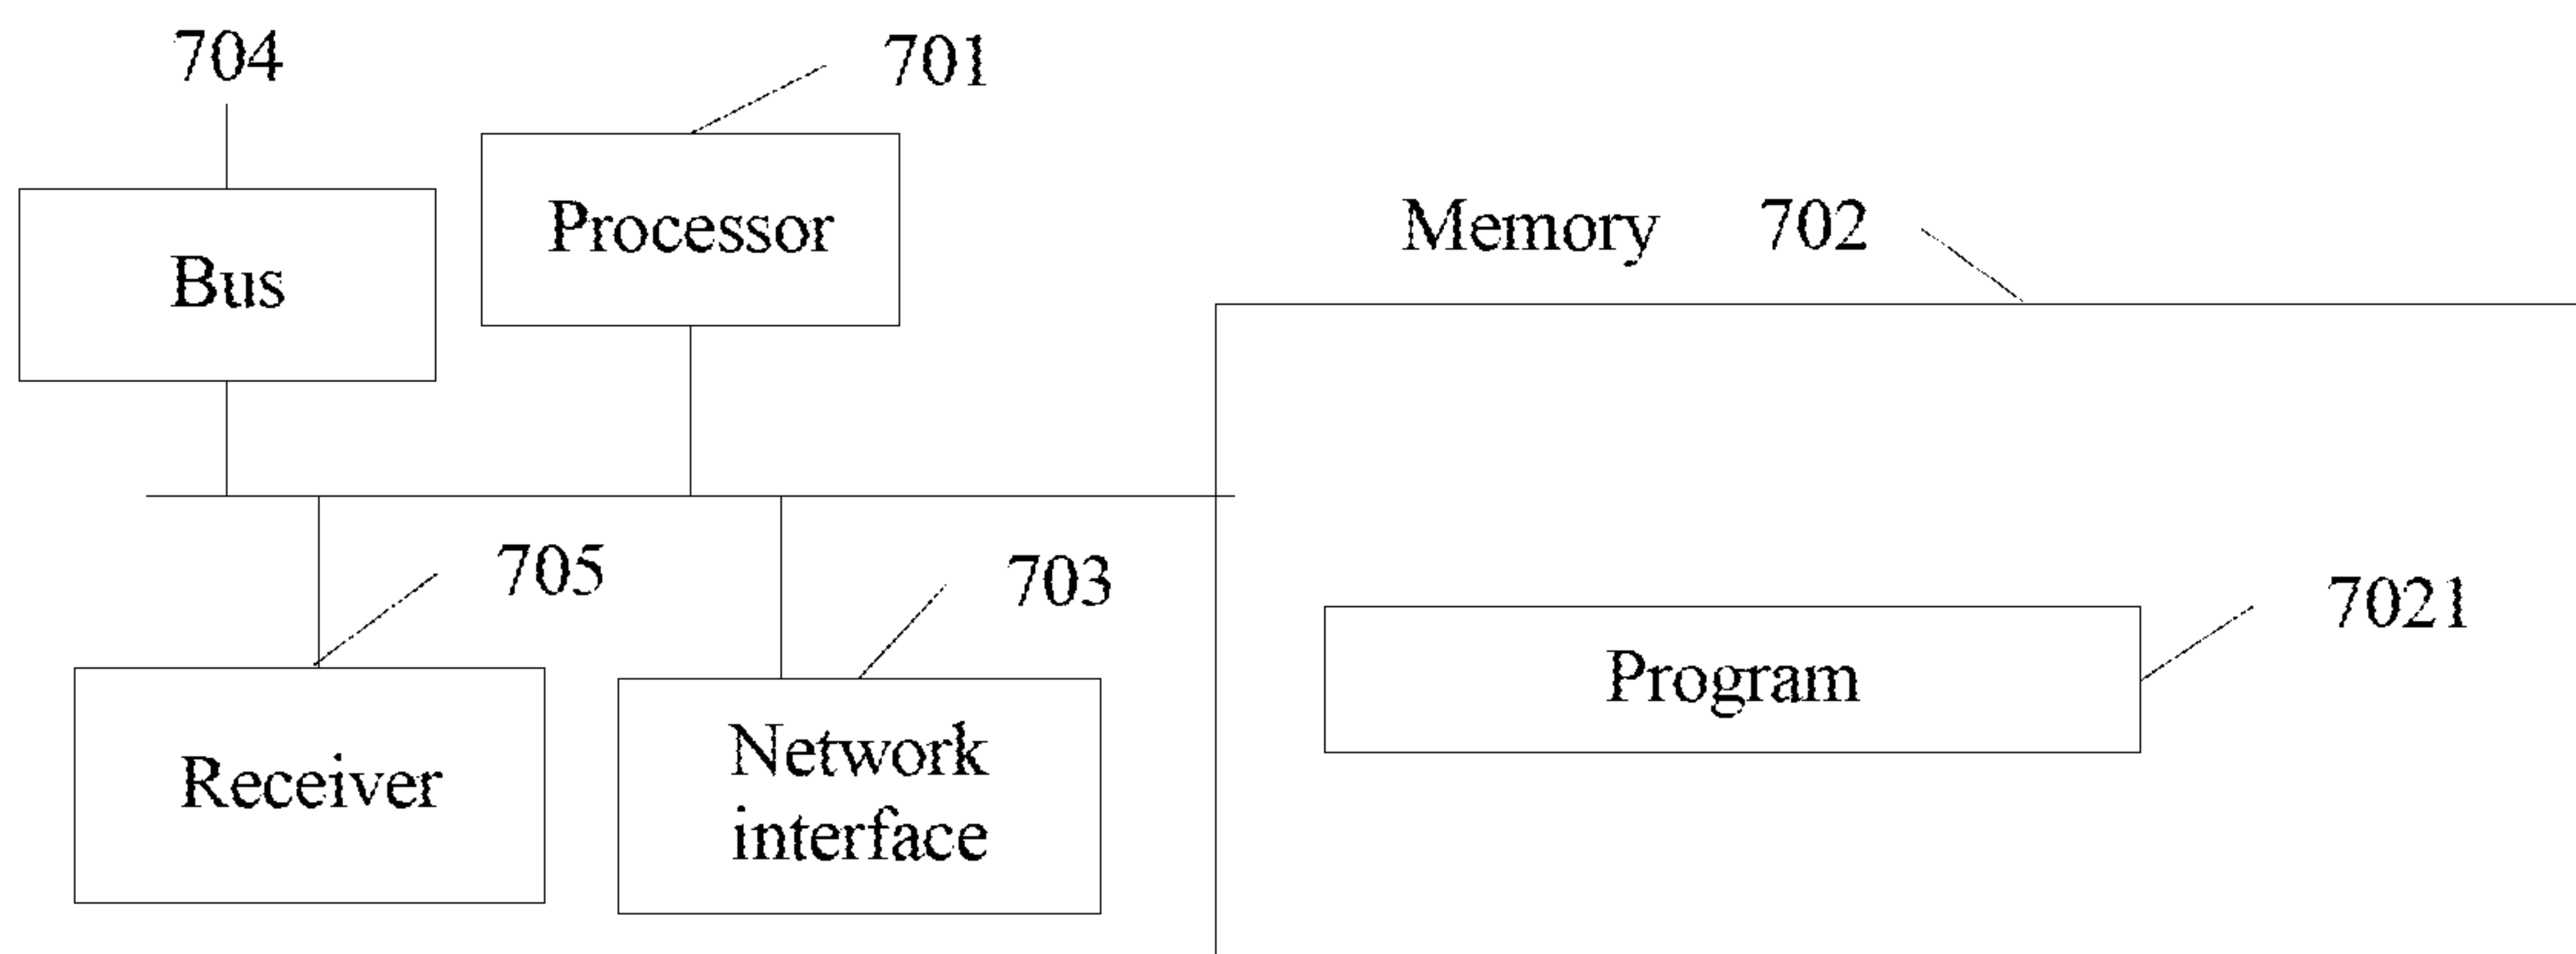 704
701
Processor
Memory 702
Bus
705
703
7021
Program
Network
interface
Receiver